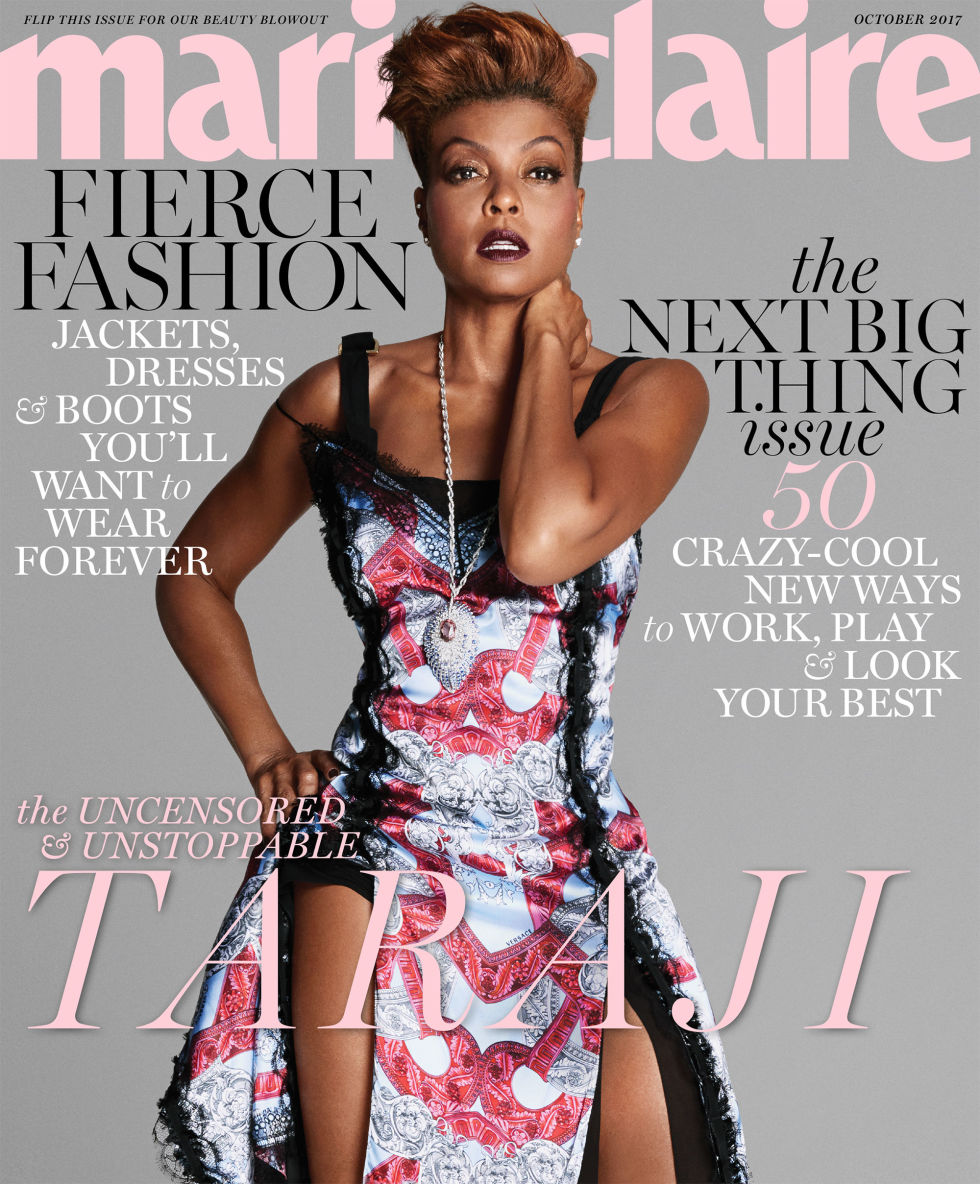 FLIP THIS ISSUE FOR OUR BEAUTY BLOWOUT
OCTOBER 2017
marie claire
FIERCE
FASHION
JACKETS,
DRESSES
& BOOTS
YOU'LL
WANT to
WEAR
FOREVER
the
NEXT BIG
THING
issue
50
CRAZY-COOL
NEW WAYS
to WORK, PLAY
& LOOK
YOUR BEST
the UNCENSORED
& UNSTOPPABLE
TARAJI
VERSACE